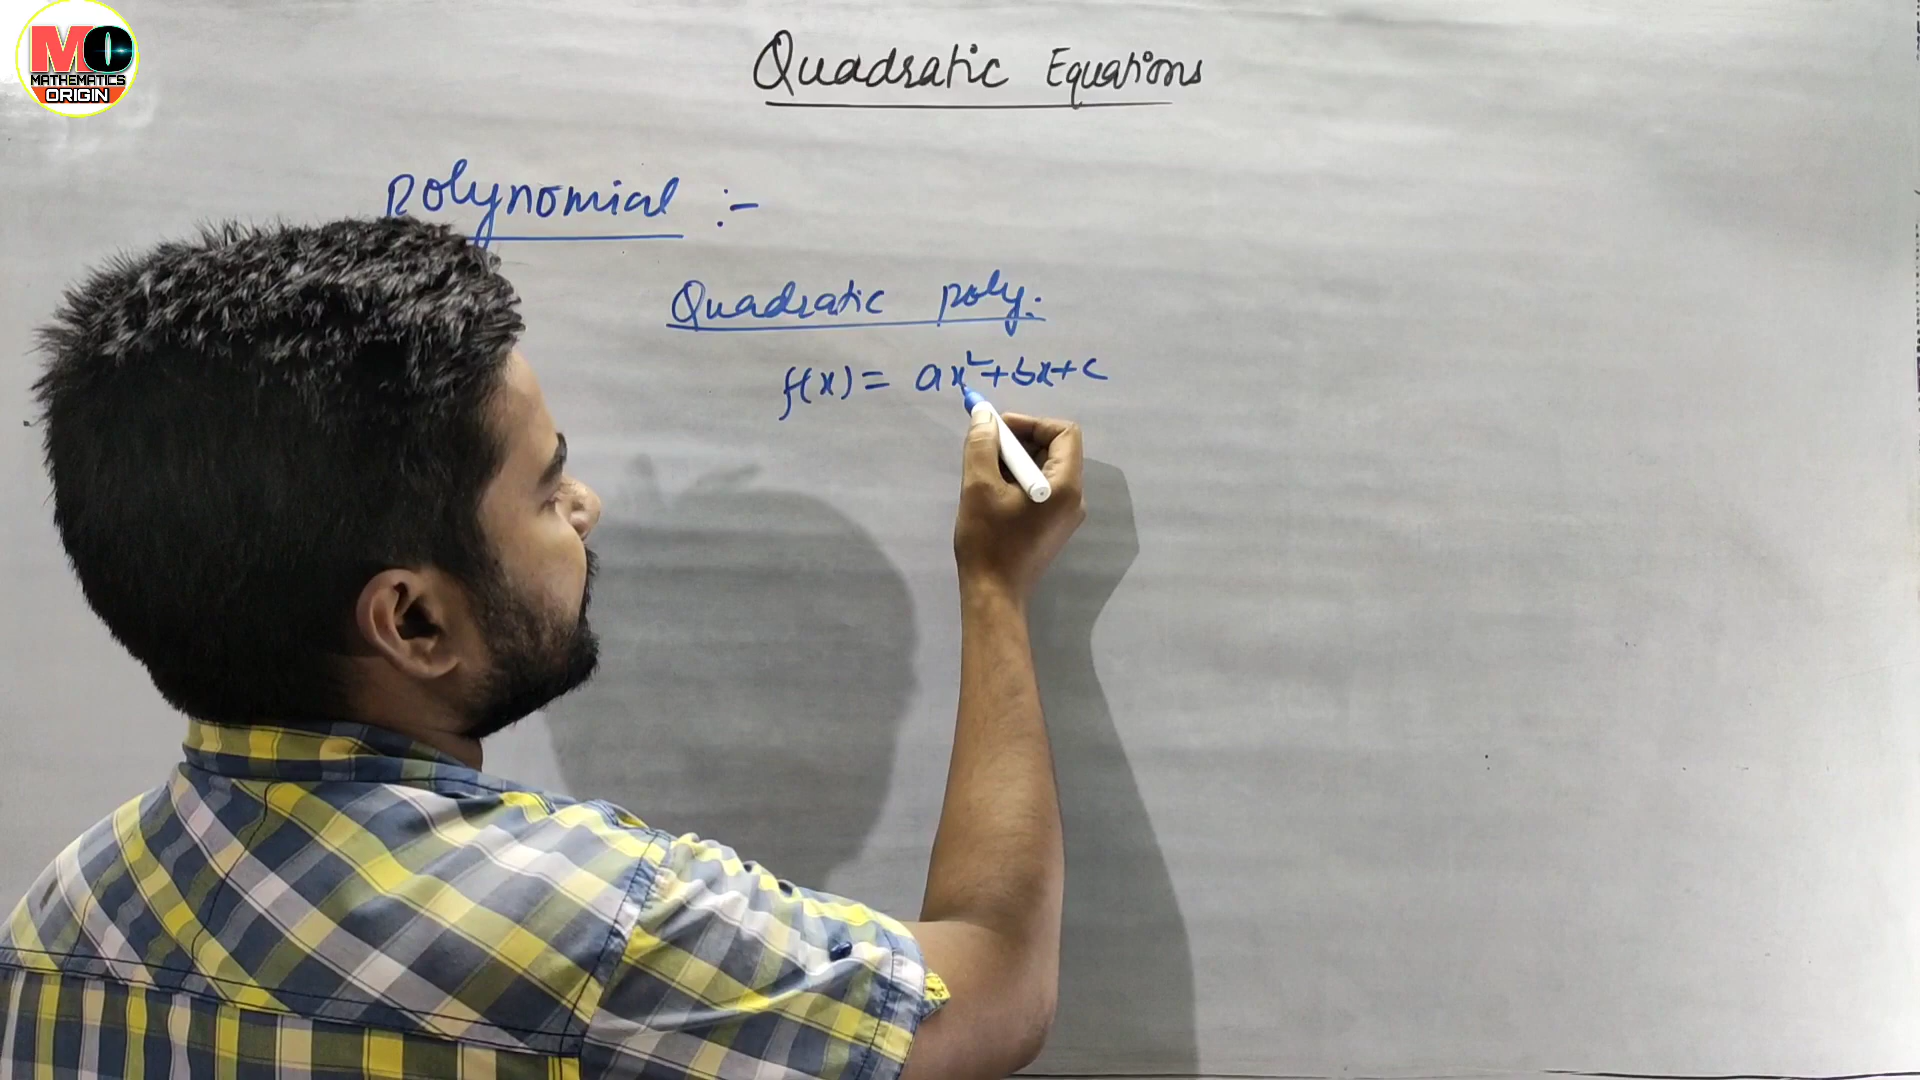 MO
MATHEMATICS
ORIGIN
Quadratic Equations
Polynomial :-
Quadratic poly.
f(x) = ax²+bx+c